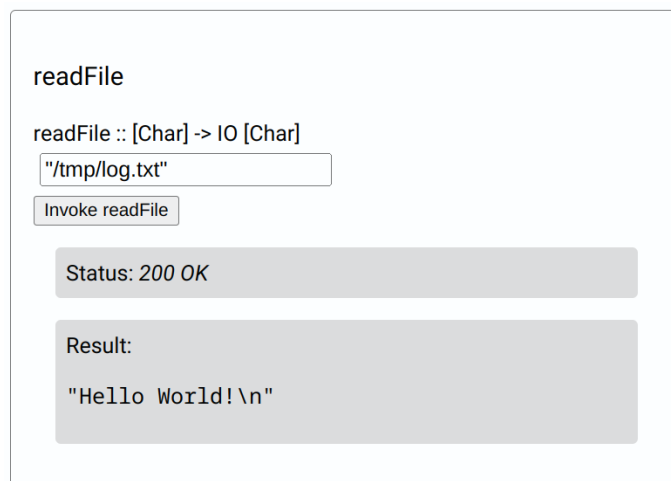 readFile
readFile :: [Char] -> IO [Char]
"/tmp/log.txt"
Invoke readFile
Status: 200 OK
Result:
"Hello World!\n"